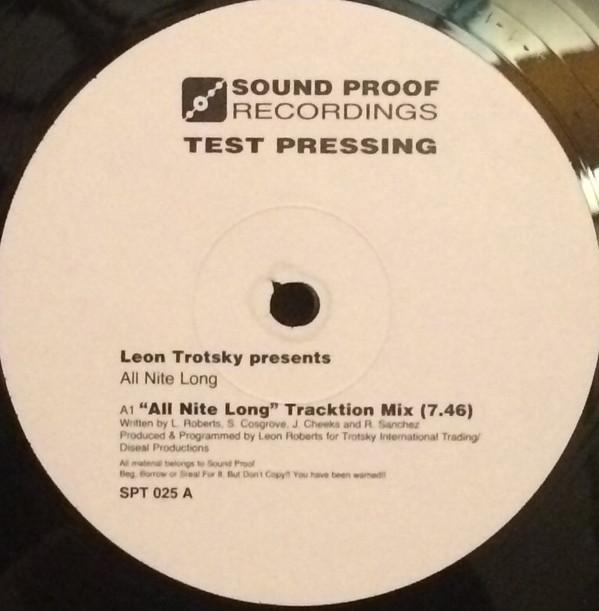 SOUND PROOF
RECORDINGS
TEST PRESSING
Leon Trotsky presents
All Nite Long
A1 "All Nite Long" Tracktion Mix (7.46)
Written by L. Roberts, S. Cosgrove, J. Cheeks and R. Sanchez
Produced & Programmed by Leon Roberts for Trotsky International Trading/
Diseal Productions
All material belongs to Sound Proof
Beg, Borrow or Steal For It. But Don't Copy!! You have been warned!!
SPT 025 A